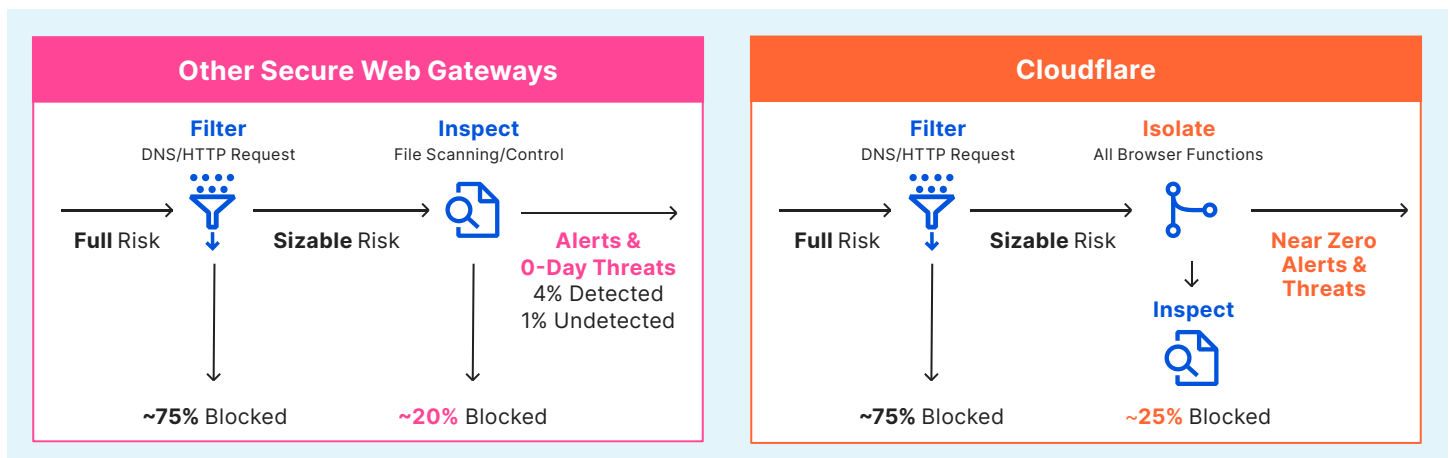 Other Secure Web Gateways
Filter
DNS/HTTP Request
Inspect
File Scanning/Control
Full Risk
Sizable Risk
Alerts &
0-Day Threats
4% Detected
1% Undetected
~75% Blocked
~20% Blocked
Cloudflare
Filter
DNS/HTTP Request
Isolate
All Browser Functions
Full Risk
Sizable Risk
Near Zero
Alerts &
Threats
Inspect
~75% Blocked
~25% Blocked